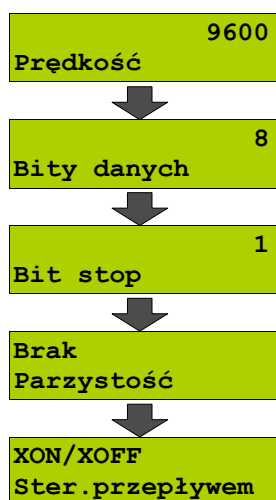 9600
Prędkość
8
Bity danych
1
Bit stop
Brak
Parzystość
XON/XOFF
Ster.przepływem